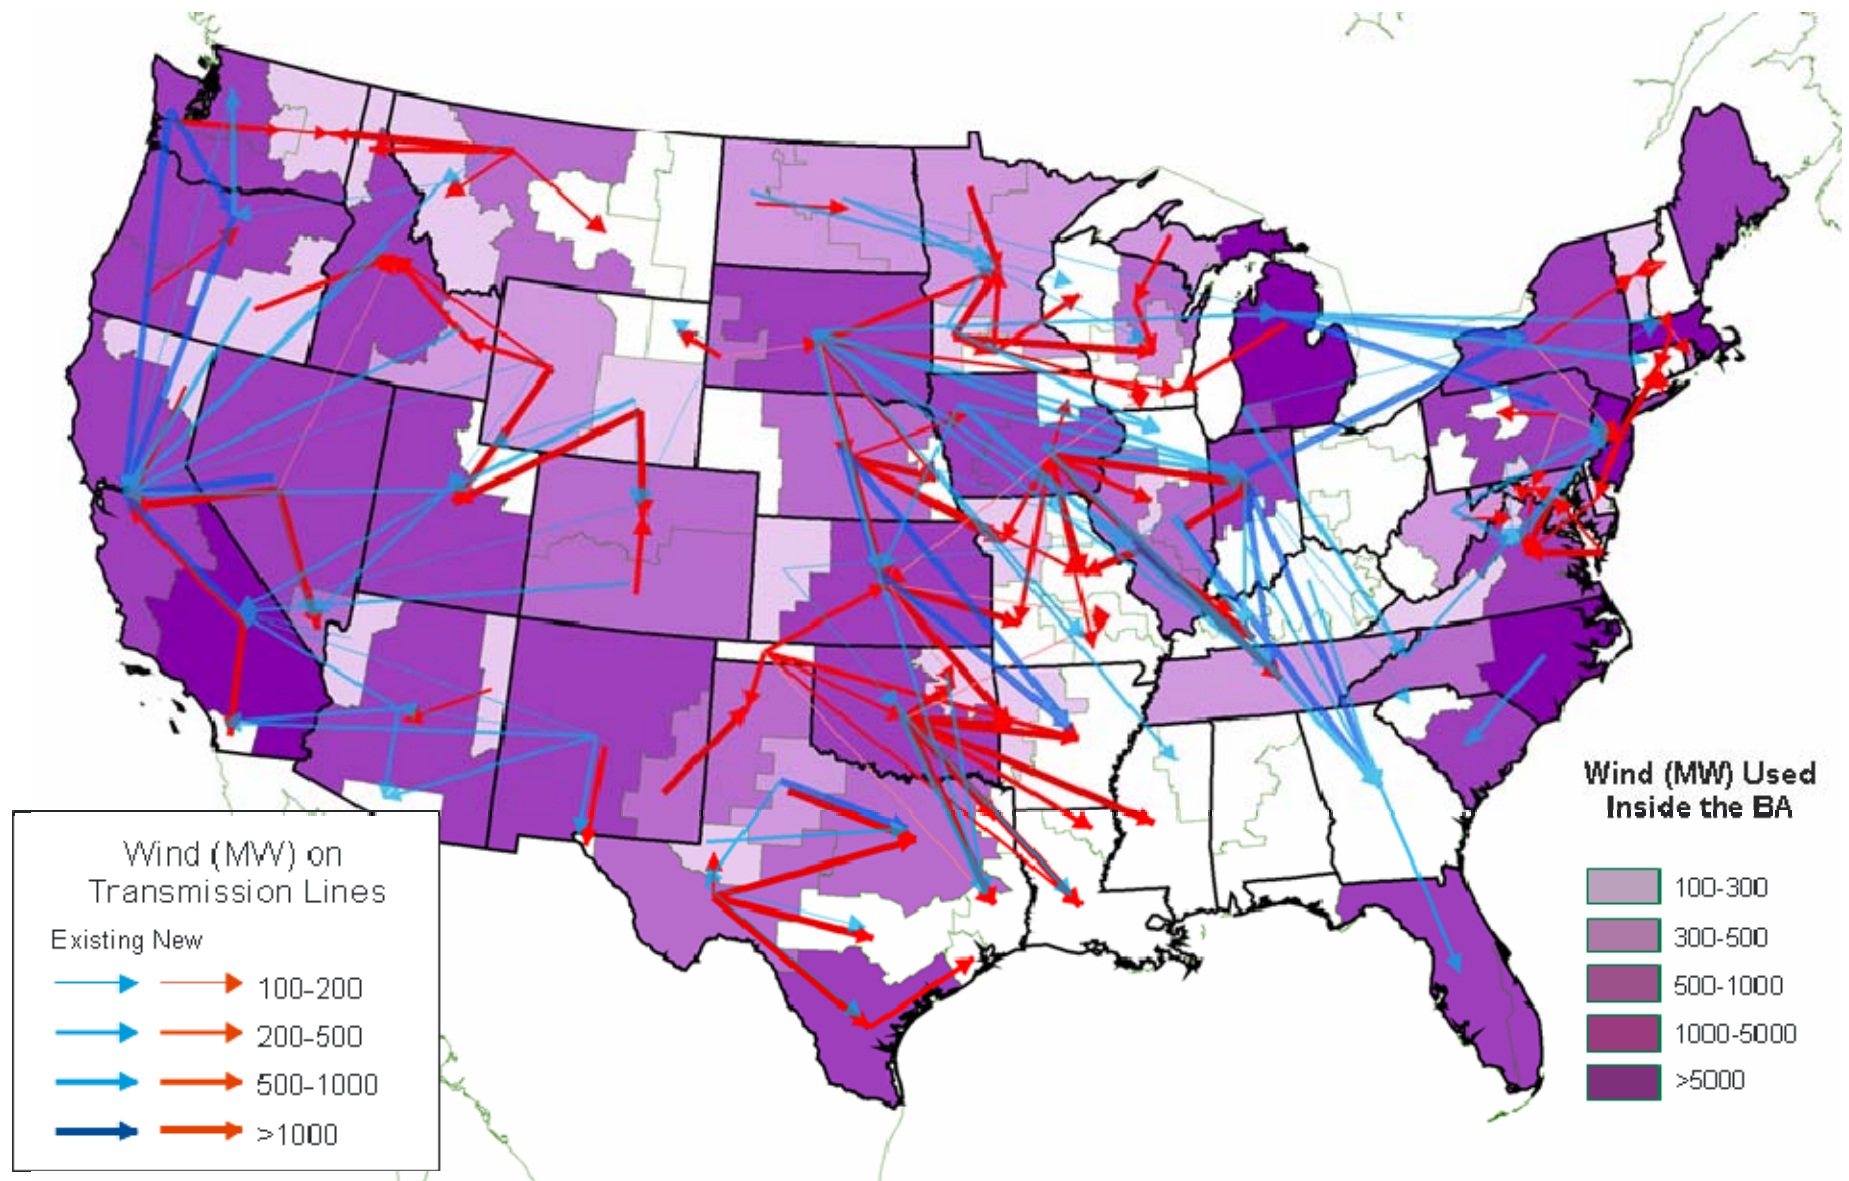 Wind (MW) Used
Inside the BA
100-300
300-500
500-1000
1000-5000
>5000
Wind (MW) on
Transmission Lines
Existing New
100-200
200-500
500-1000
>1000